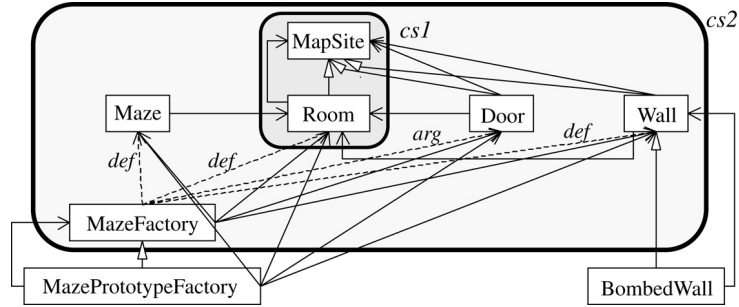 cs1
cs2
MapSite
Maze
Room
Door
Wall
def
def
arg
def
MazeFactory
MazePrototypeFactory
BombedWall